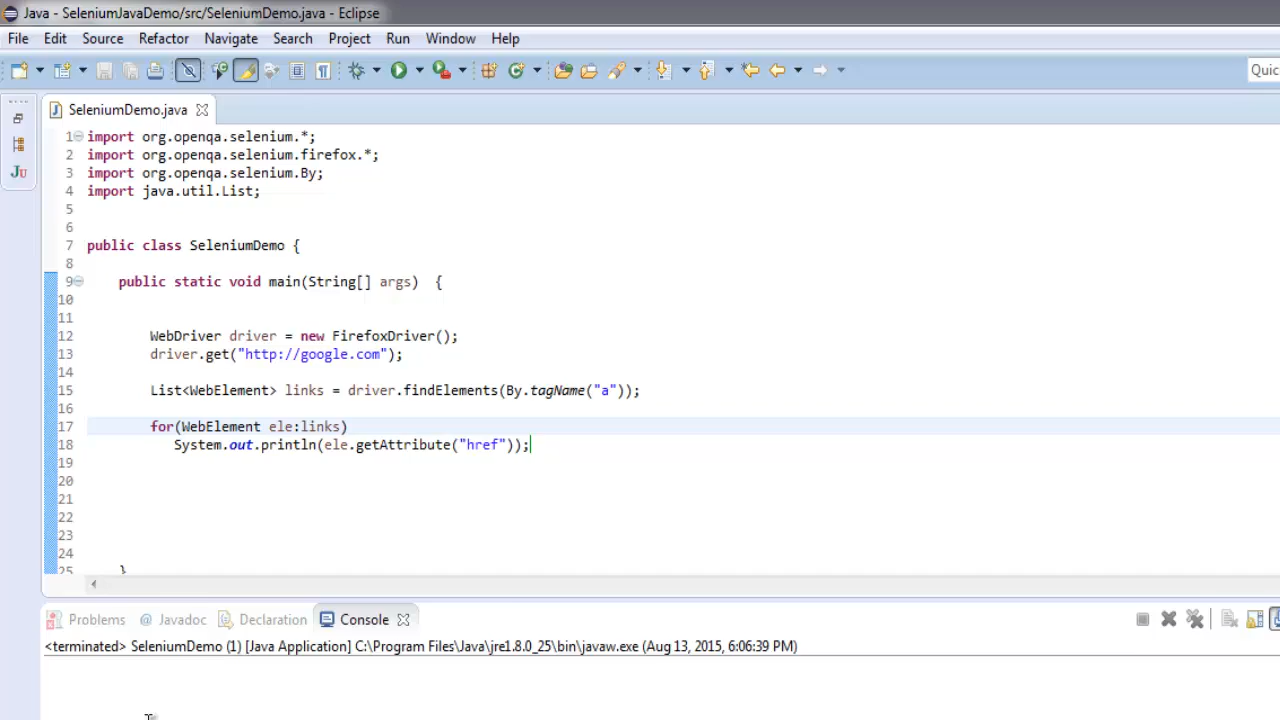 Java - SeleniumJavaDemo/src/SeleniumDemo.java - Eclipse
File Edit Source Refactor Navigate Search Project Run Window Help
Quic
SeleniumDemo.java
1 import org.openqa.selenium.*;
2 import org.openqa.selenium.firefox.*;
3 import org.openqa.selenium.By;
4 import java.util.List;
5
6
7 public class SeleniumDemo {
8
9 public static void main(String[] args) {
10
11
12 WebDriver driver = new FirefoxDriver();
13 driver.get("http://google.com");
14
15 List<WebElement> links = driver.findElements(By.tagName("a"));
16
17 for(WebElement ele:links)
18 System.out.println(ele.getAttribute("href"));
19
20
21
22
23
24
25 }
Problems @ Javadoc Declaration Console
<terminated> SeleniumDemo (1) [Java Application] C:\Program Files\Java\jre1.8.0_25\bin\javaw.exe (Aug 13, 2015, 6:06:39 PM)